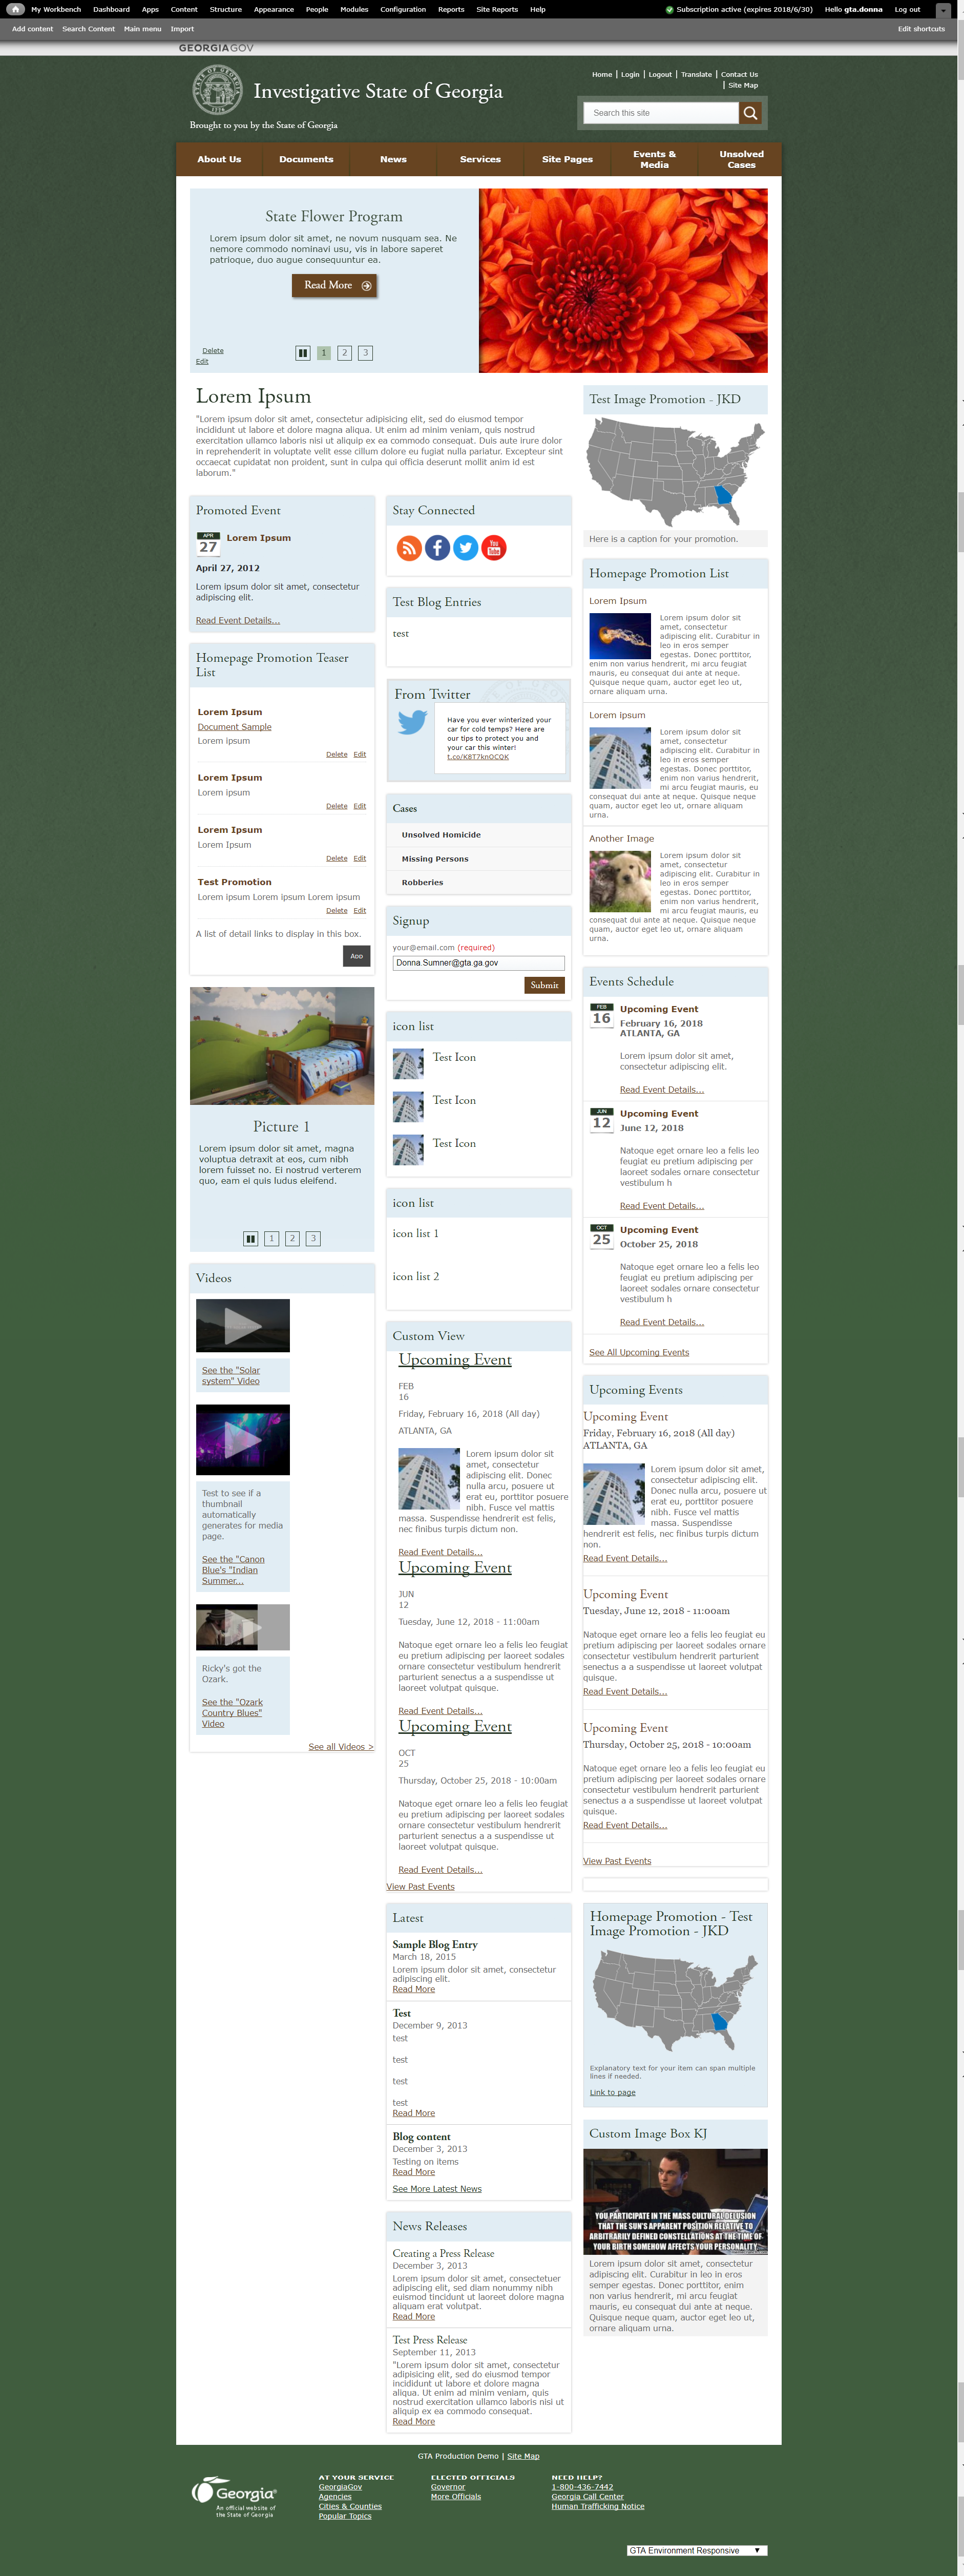 My Workbench Dashboard Apps Content Structure Appearance People Modules Configuration Reports Site Reports Help Subscription active (expires 2018/6/30) Hello gta.donna Log out
Add content Search Content Main menu Import Edit shortcuts
GEORGIAGOV
Home | Login | Logout | Translate | Contact Us
| Site Map
Investigative State of Georgia
Brought to you by the State of Georgia
Search this site
About Us Documents News Services Site Pages Events & Media Unsolved Cases
State Flower Program
Lorem ipsum dolor sit amet, ne novum nusquam sea. Ne
nemore commodo nominavi usu, vis in labore saperet
patrioque, duo augue consequuntur ea.
Read More
Delete
Edit
1 2 3
Lorem Ipsum
"Lorem ipsum dolor sit amet, consectetur adipisicing elit, sed do eiusmod tempor
incididunt ut labore et dolore magna aliqua. Ut enim ad minim veniam, quis nostrud
exercitation ullamco laboris nisi ut aliquip ex ea commodo consequat. Duis aute irure dolor
in reprehenderit in voluptate velit esse cillum dolore eu fugiat nulla pariatur. Excepteur sint
occaecat cupidatat non proident, sunt in culpa qui officia deserunt mollit anim id est
laborum."
Promoted Event
APR
27
Lorem Ipsum
April 27, 2012
Lorem ipsum dolor sit amet, consectetur
adipiscing elit.
Read Event Details...
Homepage Promotion Teaser
List
Lorem Ipsum
Document Sample
Lorem ipsum
Delete Edit
Lorem Ipsum
Lorem ipsum
Delete Edit
Lorem Ipsum
Lorem Ipsum
Delete Edit
Test Promotion
Lorem ipsum Lorem ipsum Lorem ipsum
Delete Edit
A list of detail links to display in this box.
ADD
Picture 1
Lorem ipsum dolor sit amet, magna
voluptua detraxit at eos, cum nibh
lorem fuisset no. Ei nostrud verterem
quo, eam ei quis ludus eleifend.
1 2 3
Videos
See the "Solar
system" Video
Test to see if a
thumbnail
automatically
generates for media
page.
See the "Canon
Blue's "Indian
Summer...
Ricky's got the
Ozark.
See the "Ozark
Country Blues"
Video
See all Videos >
Stay Connected
You
Tube
Test Blog Entries
test
From Twitter
Have you ever winterized your
car for cold temps? Here are
our tips to protect you and
your car this winter!
t.co/K8T7knOCQK
Cases
Unsolved Homicide
Missing Persons
Robberies
Signup
your@email.com (required)
Donna.Sumner@gta.ga.gov
Submit
icon list
Test Icon
Test Icon
Test Icon
icon list
icon list 1
icon list 2
Custom View
Upcoming Event
FEB
16
Friday, February 16, 2018 (All day)
ATLANTA, GA
Lorem ipsum dolor sit
amet, consectetur
adipiscing elit. Donec
nulla arcu, posuere ut
erat eu, porttitor posuere
nibh. Fusce vel mattis
massa. Suspendisse hendrerit est felis,
nec finibus turpis dictum non.
Read Event Details...
Upcoming Event
JUN
12
Tuesday, June 12, 2018 - 11:00am
Natoque eget ornare leo a felis leo feugiat
eu pretium adipiscing per laoreet sodales
ornare consectetur vestibulum hendrerit
parturient senectus a a suspendisse ut
laoreet volutpat quisque.
Read Event Details...
Upcoming Event
OCT
25
Thursday, October 25, 2018 - 10:00am
Natoque eget ornare leo a felis leo feugiat
eu pretium adipiscing per laoreet sodales
ornare consectetur vestibulum hendrerit
parturient senectus a a suspendisse ut
laoreet volutpat quisque.
Read Event Details...
View Past Events
Latest
Sample Blog Entry
March 18, 2015
Lorem ipsum dolor sit amet, consectetur
adipiscing elit.
Read More
Test
December 9, 2013
test
test
test
test
Read More
Blog content
December 3, 2013
Testing on items
Read More
See More Latest News
News Releases
Creating a Press Release
December 3, 2013
Lorem ipsum dolor sit amet, consectetuer
adipiscing elit, sed diam nonummy nibh
euismod tincidunt ut laoreet dolore magna
aliquam erat volutpat.
Read More
Test Press Release
September 11, 2013
"Lorem ipsum dolor sit amet, consectetur
adipisicing elit, sed do eiusmod tempor
incididunt ut labore et dolore magna
aliqua. Ut enim ad minim veniam, quis
nostrud exercitation ullamco laboris nisi ut
aliquip ex ea commodo consequat.
Read More
Test Image Promotion - JKD
Here is a caption for your promotion.
Homepage Promotion List
Lorem Ipsum
Lorem ipsum dolor sit
amet, consectetur
adipiscing elit. Curabitur in
leo in eros semper
egestas. Donec porttitor,
enim non varius hendrerit, mi arcu feugiat
mauris, eu consequat dui ante at neque.
Quisque neque quam, auctor eget leo ut,
ornare aliquam urna.
Lorem ipsum
Lorem ipsum dolor sit
amet, consectetur
adipiscing elit. Curabitur in
leo in eros semper
egestas. Donec porttitor,
enim non varius hendrerit,
mi arcu feugiat mauris, eu
consequat dui ante at neque. Quisque neque
quam, auctor eget leo ut, ornare aliquam
urna.
Another Image
Lorem ipsum dolor sit
amet, consectetur
adipiscing elit. Curabitur in
leo in eros semper
egestas. Donec porttitor,
enim non varius hendrerit,
mi arcu feugiat mauris, eu
consequat dui ante at neque. Quisque neque
quam, auctor eget leo ut, ornare aliquam
urna.
Events Schedule
FEB
16
Upcoming Event
February 16, 2018
ATLANTA, GA
Lorem ipsum dolor sit amet,
consectetur adipiscing elit.
Read Event Details...
JUN
12
Upcoming Event
June 12, 2018
Natoque eget ornare leo a felis leo
feugiat eu pretium adipiscing per
laoreet sodales ornare consectetur
vestibulum h
Read Event Details...
OCT
25
Upcoming Event
October 25, 2018
Natoque eget ornare leo a felis leo
feugiat eu pretium adipiscing per
laoreet sodales ornare consectetur
vestibulum h
Read Event Details...
See All Upcoming Events
Upcoming Events
Upcoming Event
Friday, February 16, 2018 (All day)
ATLANTA, GA
Lorem ipsum dolor sit amet,
consectetur adipiscing elit.
Donec nulla arcu, posuere ut
erat eu, porttitor posuere
nibh. Fusce vel mattis
massa. Suspendisse
hendrerit est felis, nec finibus turpis dictum
non.
Read Event Details...
Upcoming Event
Tuesday, June 12, 2018 - 11:00am
Natoque eget ornare leo a felis leo feugiat eu
pretium adipiscing per laoreet sodales ornare
consectetur vestibulum hendrerit parturient
senectus a a suspendisse ut laoreet volutpat
quisque.
Read Event Details...
Upcoming Event
Thursday, October 25, 2018 - 10:00am
Natoque eget ornare leo a felis leo feugiat eu
pretium adipiscing per laoreet sodales ornare
consectetur vestibulum hendrerit parturient
senectus a a suspendisse ut laoreet volutpat
quisque.
Read Event Details...
View Past Events
Homepage Promotion - Test
Image Promotion - JKD
Explanatory text for your item can span multiple
lines if needed.
Link to page
Custom Image Box KJ
YOU PARTICIPATE IN THE MASS CULTURAL DELUSION
THAT THE SUN'S APPARENT POSITION RELATIVE TO
ARBITRARILY DEFINED CONSTELLATIONS AT THE TIME OF
YOUR BIRTH SOMEHOW AFFECTS YOUR PERSONALITY.
Lorem ipsum dolor sit amet, consectetur
adipiscing elit. Curabitur in leo in eros
semper egestas. Donec porttitor, enim
non varius hendrerit, mi arcu feugiat
mauris, eu consequat dui ante at neque.
Quisque neque quam, auctor eget leo ut,
ornare aliquam urna.
GTA Production Demo | Site Map
Georgia
An official website of
the State of Georgia
AT YOUR SERVICE
GeorgiaGov
Agencies
Cities & Counties
Popular Topics
ELECTED OFFICIALS
Governor
More Officials
NEED HELP?
1-800-436-7442
Georgia Call Center
Human Trafficking Notice
GTA Environment Responsive